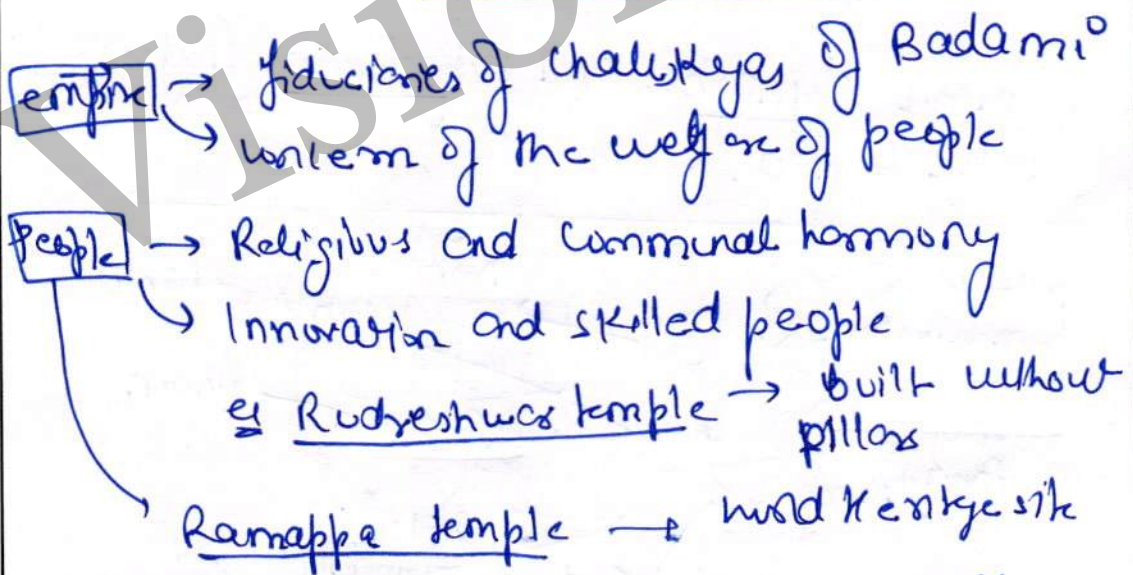 Vision
empire → fiduciaries of Chalukyas of Badami
→ concern of the welfare of people
people → Religious and communal harmony
→ Innovation and skilled people
eg Rudreshwar temple → built without
pillars
Ramappa temple → world Heritage site